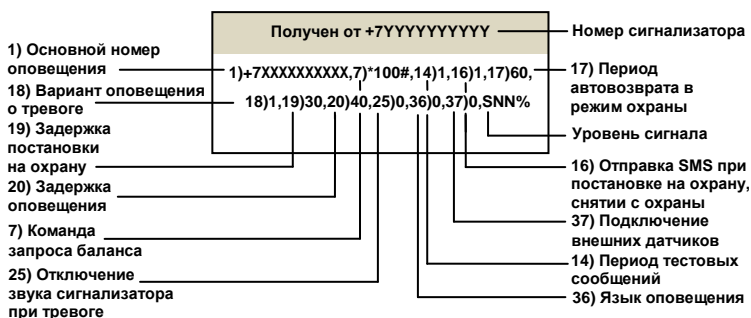 Получен от +7YYYYYYYYYY
1)+7XXXXXXXXXX,7)*100#,14)1,16)1,17)60,
18)1,19)30,20)40,25)0,36)0,37)0,SNN%
1) Основной номер
оповещения
18) Вариант оповещения
о тревоге
19) Задержка
постановки
на охрану
20) Задержка
оповещения
7) Команда
запроса баланса
25) Отключение
звука сигнализатора
при тревоге
Номер сигнализатора
17) Период
автовозврата в
режим охраны
Уровень сигнала
16) Отправка SMS при
постановке на охрану,
снятии с охраны
37) Подключение
внешних датчиков
14) Период тестовых
сообщений
36) Язык оповещения